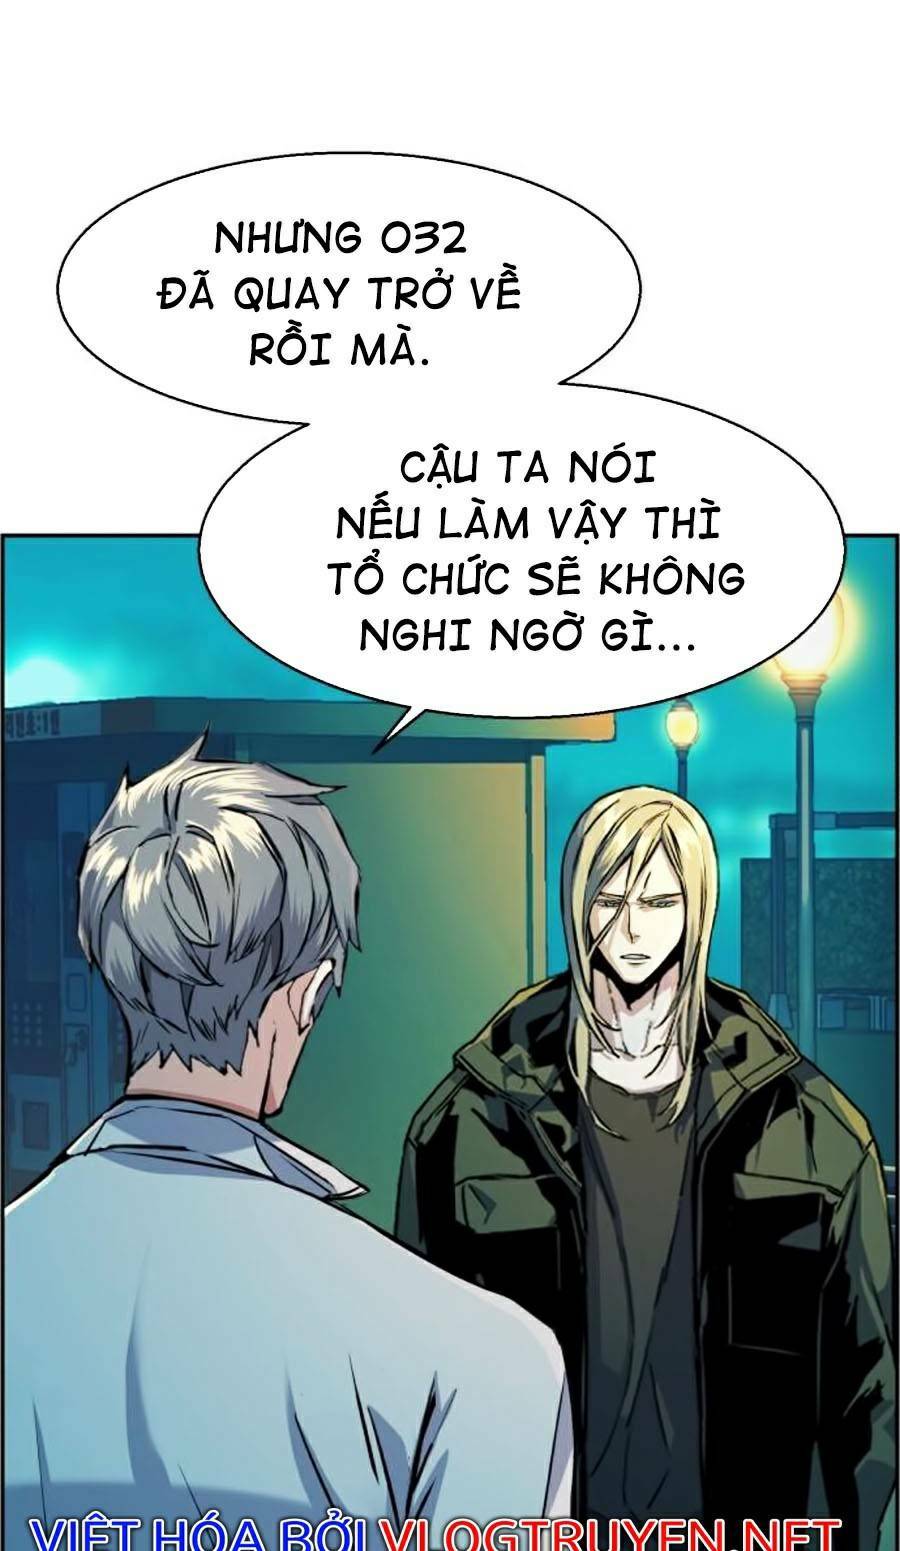 NHƯNG 032
ĐÃ QUAY TRỞ VỀ
RỒI MÀ.
CẬU TA NÓI
NẾU LÀM VẬY THÌ
TỔ CHỨC SẼ KHÔNG
NGHI NGỜ GÌ...
VIỆT HÓA BỞI VLOGTRUYEN.NET